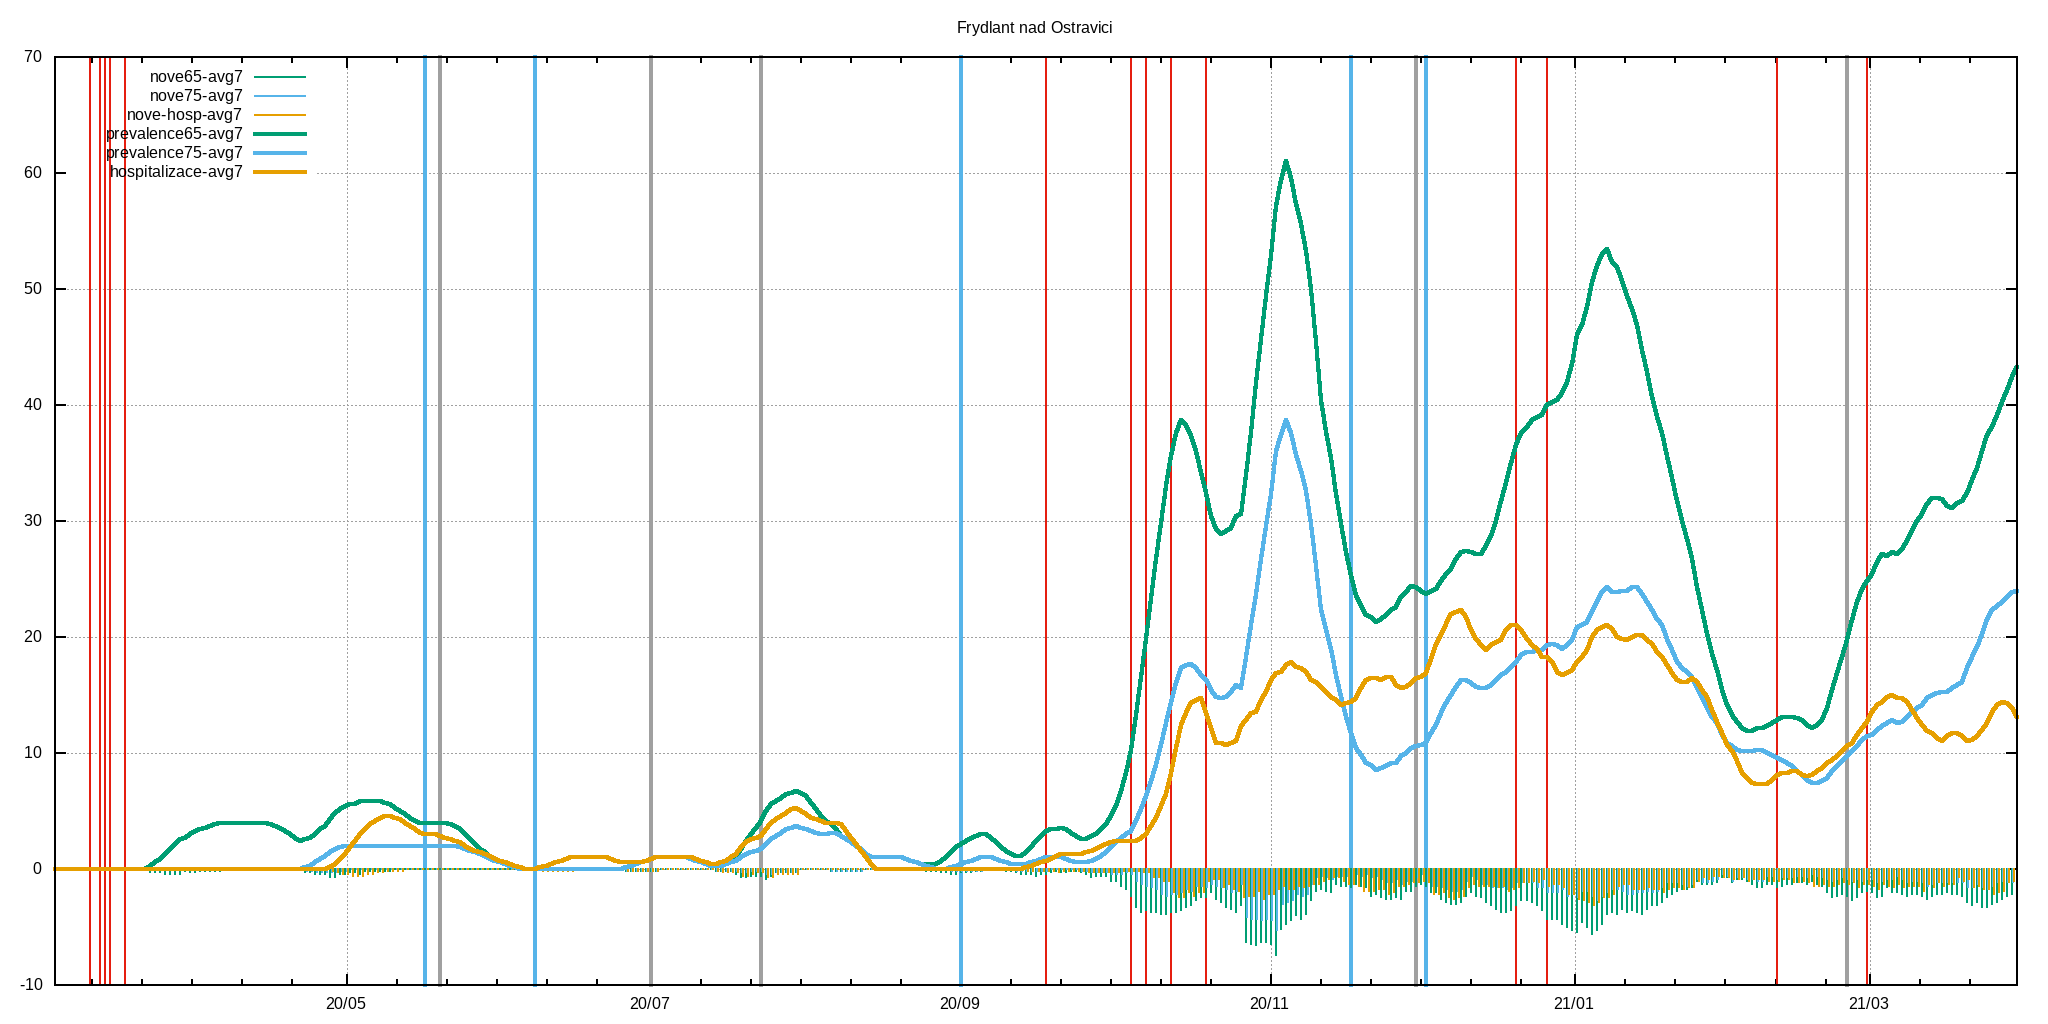 Frydlant nad Ostravici
70
60
50
40
30
20
10
0
-10
nove65-avg7
nove75-avg7
nove-hosp-avg7
prevalence65-avg7
prevalence75-avg7
hospitalizace-avg7
20/05 20/07 20/09 20/11 21/01 21/03